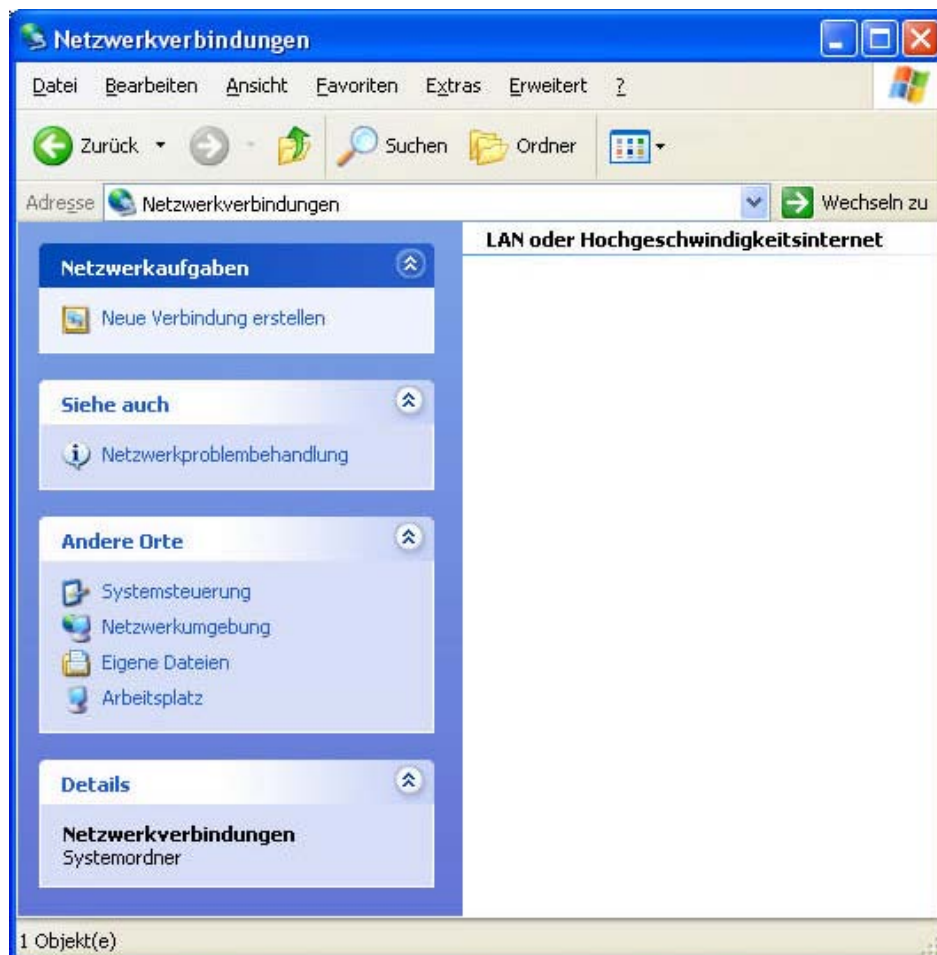 Netzwerkverbindungen
Datei Bearbeiten Ansicht Favoriten Extras Erweitert ?
Zurück Suchen Ordner
Adresse Netzwerkverbindungen Wechseln zu
LAN oder Hochgeschwindigkeitsinternet
Netzwerkaufgaben
Neue Verbindung erstellen
Siehe auch
Netzwerkproblembehandlung
Andere Orte
Systemsteuerung
Netzwerkumgebung
Eigene Dateien
Arbeitsplatz
Details
Netzwerkverbindungen
Systemordner
1 Objekt(e)